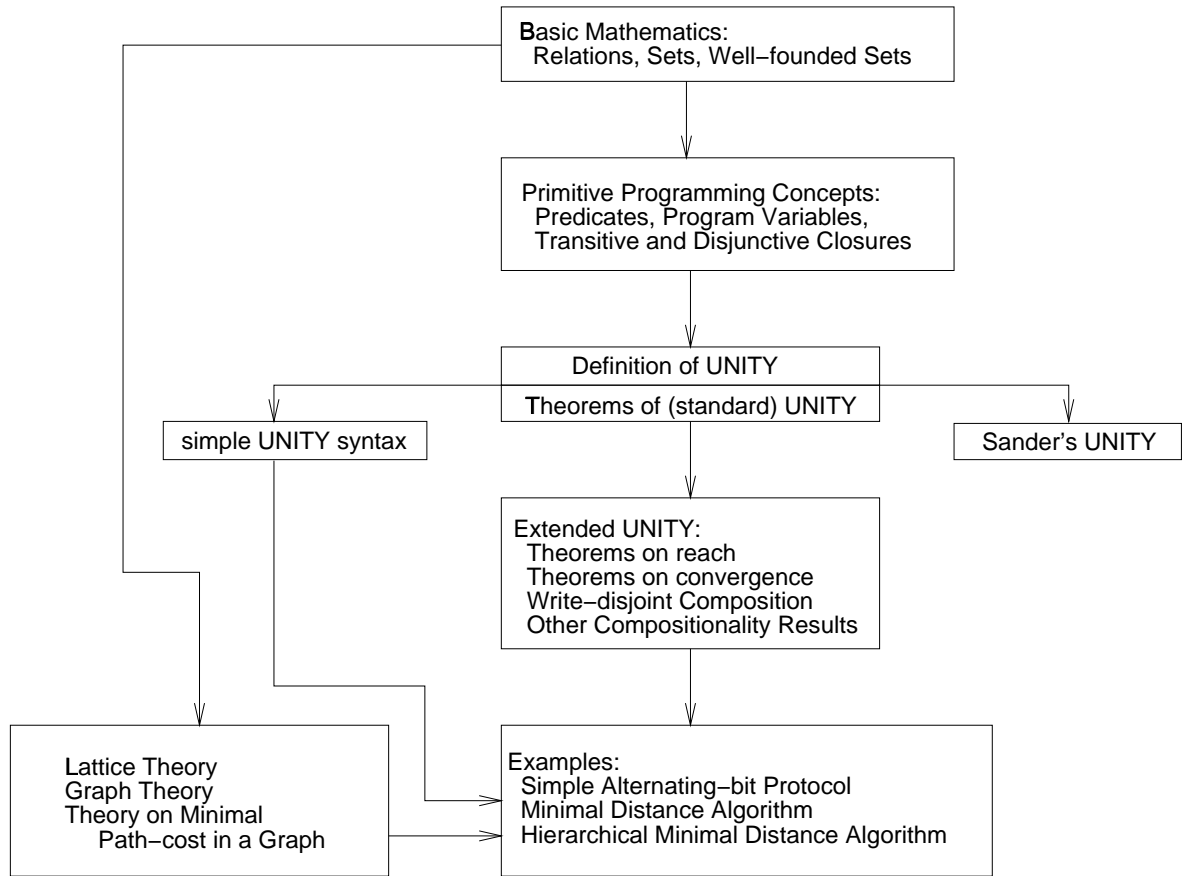 Basic Mathematics:
Relations, Sets, Well−founded Sets
Primitive Programming Concepts:
Predicates, Program Variables,
Transitive and Disjunctive Closures
Definition of UNITY
Theorems of (standard) UNITY
simple UNITY syntax
Sander's UNITY
Extended UNITY:
Theorems on reach
Theorems on convergence
Write−disjoint Composition
Other Compositionality Results
Lattice Theory
Graph Theory
Theory on Minimal
Path−cost in a Graph
Examples:
Simple Alternating−bit Protocol
Minimal Distance Algorithm
Hierarchical Minimal Distance Algorithm